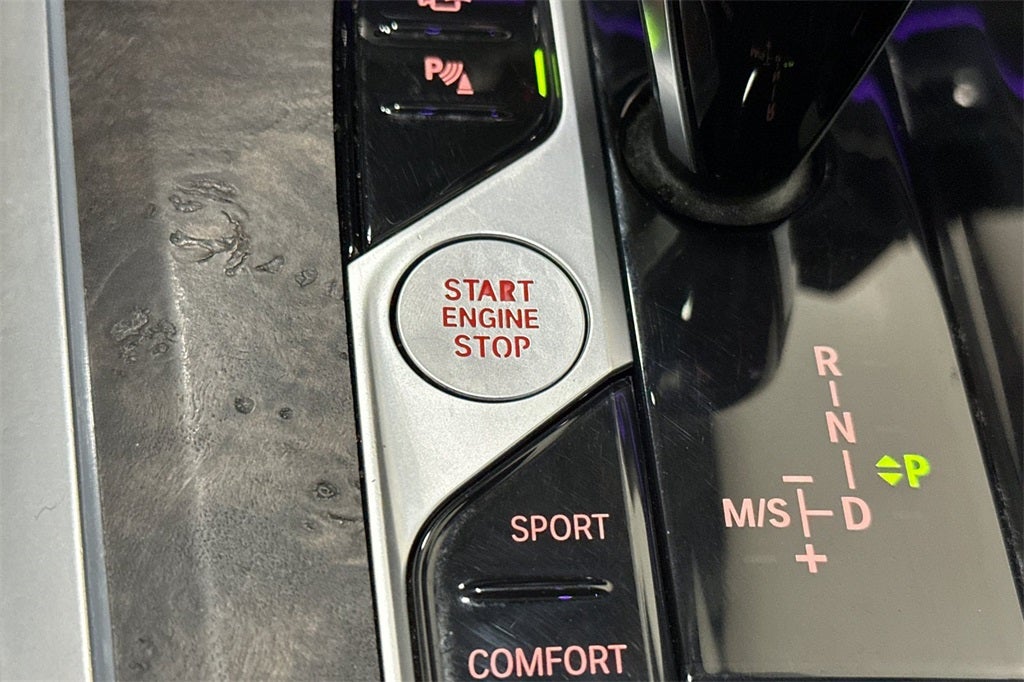 P
START
ENGINE
STOP
SPORT
COMFORT
R
N
P
− M/S D
+